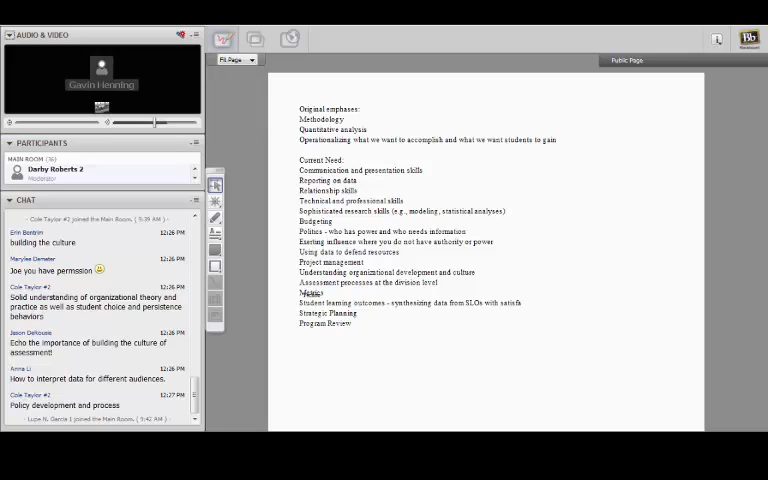 AUDIO & VIDEO
Gavin Henning
PARTICIPANTS
MAIN ROOM (36)
Darby Roberts 2
Moderator
CHAT
- Cole Taylor #2 joined the Main Room. ( 9:39 AM ) -
Erin Bentrim 12:26 PM
building the culture
Marylee Demeter 12:26 PM
Joe you have permssion
Cole Taylor #2 12:26 PM
Solid understanding of organizational theory and
practice as well as student choice and persistence
behaviors
Jason DeRousie 12:26 PM
Echo the importance of building the culture of
assessment!
Anna Li 12:26 PM
How to interpret data for different audiences.
Cole Taylor #2 12:27 PM
Policy development and process
- Lupe N. Garcia 1 joined the Main Room. ( 9:42 AM ) -
Fit Page
Public Page
Bb
Original emphases:
Methodology
Quantitative analysis
Operationalizing what we want to accomplish and what we want students to gain
Current Need:
Communication and presentation skills
Reporting on data
Relationship skills
Technical and professional skills
Sophisticated research skills (e.g., modeling, statistical analyses)
Budgeting
Politics - who has power and who needs information
Exerting influence where you do not have authority or power
Using data to defend resources
Project management
Understanding organizational development and culture
Assessment processes at the division level
Metrics
Student learning outcomes - synthesizing data from SLOs with satisfa
Strategic Planning
Program Review